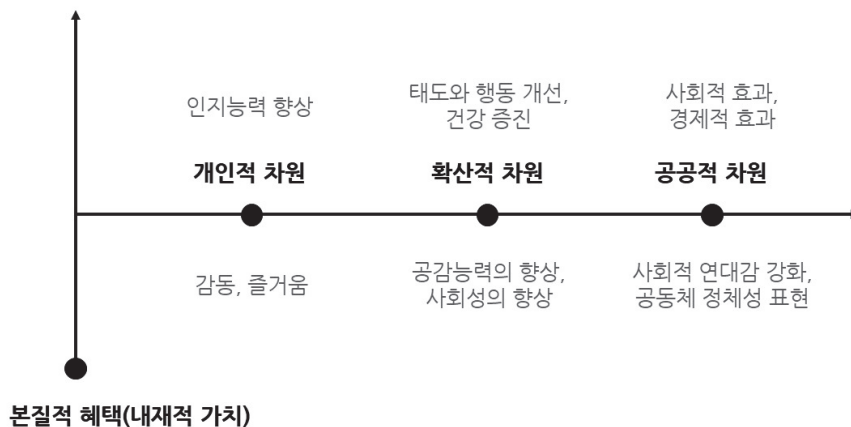 인지능력 향상
태도와 행동 개선,
건강 증진
사회적 효과,
경제적 효과
개인적 차원
확산적 차원
공공적 차원
감동, 즐거움
공감능력의 향상,
사회성의 향상
사회적 연대감 강화,
공동체 정체성 표현
본질적 혜택(내재적 가치)